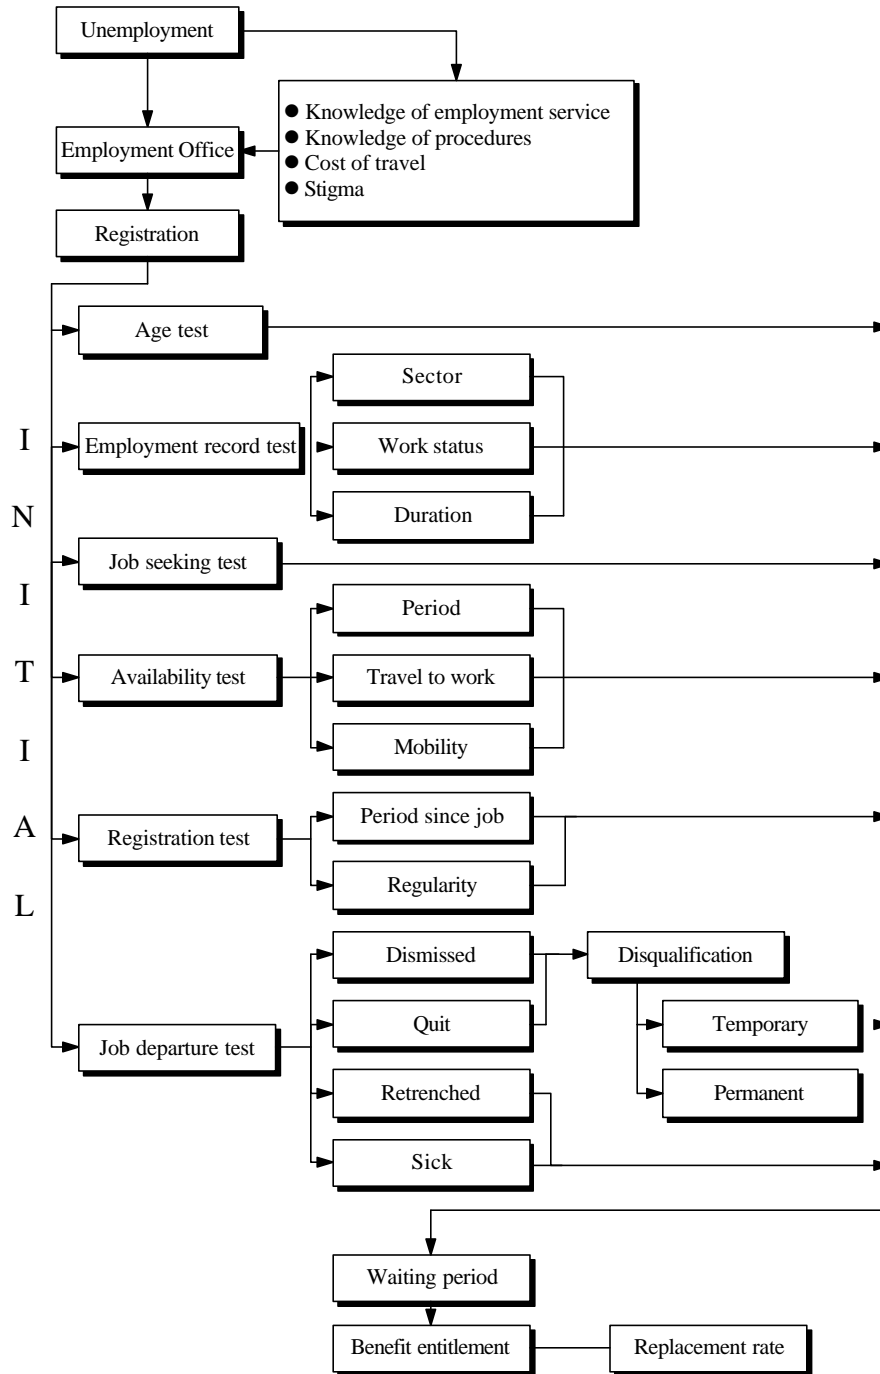 Unemployment
● Knowledge of employment service
● Knowledge of procedures
● Cost of travel
● Stigma
Employment Office
Registration
INITIAL
Age test
Employment record test
Sector
Work status
Duration
Job seeking test
Availability test
Period
Travel to work
Mobility
Registration test
Period since job
Regularity
Job departure test
Dismissed
Quit
Retrenched
Sick
Disqualification
Temporary
Permanent
Waiting period
Benefit entitlement
Replacement rate